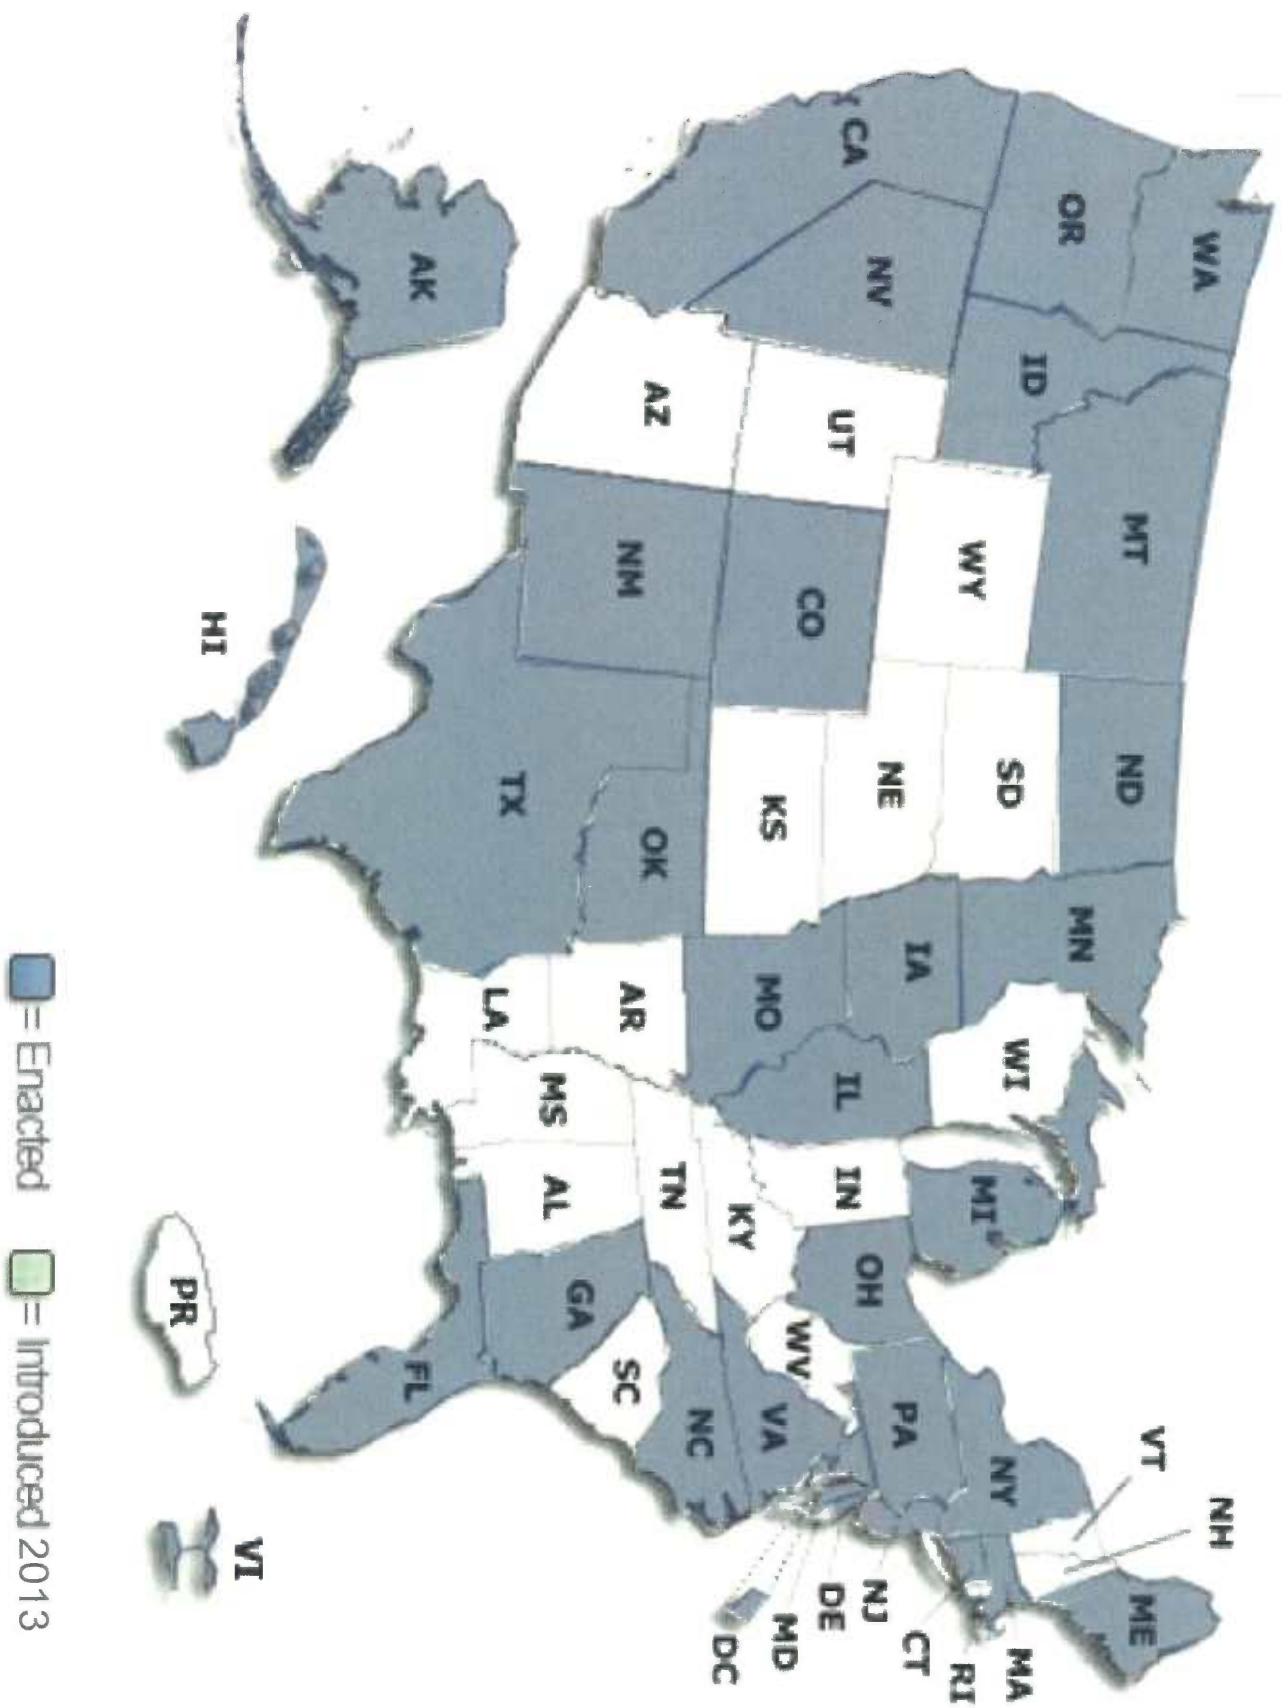 WA
OR
CA
NV
ID
MT
WY
UT
AZ
CO
NM
ND
SD
NE
KS
OK
TX
MN
IA
MO
AR
LA
WI
IL
MI
IN
OH
KY
TN
MS
AL
GA
FL
SC
NC
VA
WV
PA
NY
VT
NH
ME
MA
RI
CT
NJ
DE
MD
DC
AK
HI
PR
VI
= Enacted = Introduced 2013